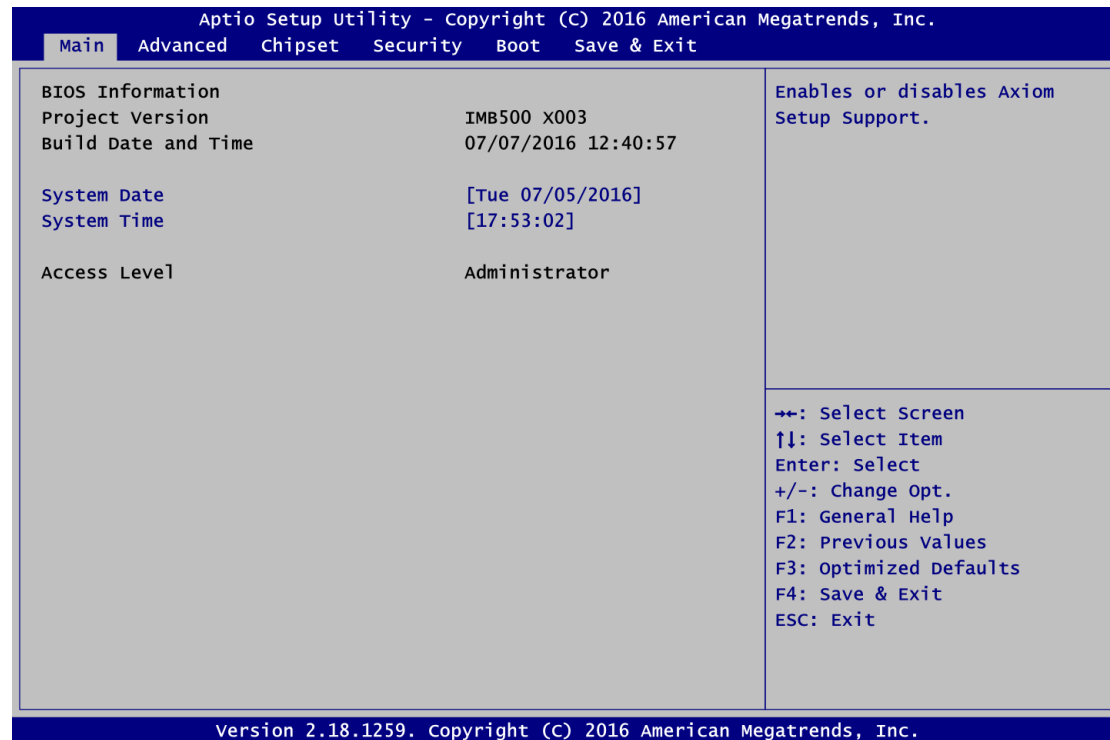 Aptio Setup Utility - Copyright (C) 2016 American Megatrends, Inc.
Main Advanced Chipset Security Boot Save & Exit
BIOS Information
Project Version IMB500 X003
Build Date and Time 07/07/2016 12:40:57
System Date [Tue 07/05/2016]
System Time [17:53:02]
Access Level Administrator
Enables or disables Axiom
Setup Support.
→←: Select Screen
↑↓: Select Item
Enter: Select
+/-: Change Opt.
F1: General Help
F2: Previous Values
F3: Optimized Defaults
F4: Save & Exit
ESC: Exit
Version 2.18.1259. Copyright (C) 2016 American Megatrends, Inc.